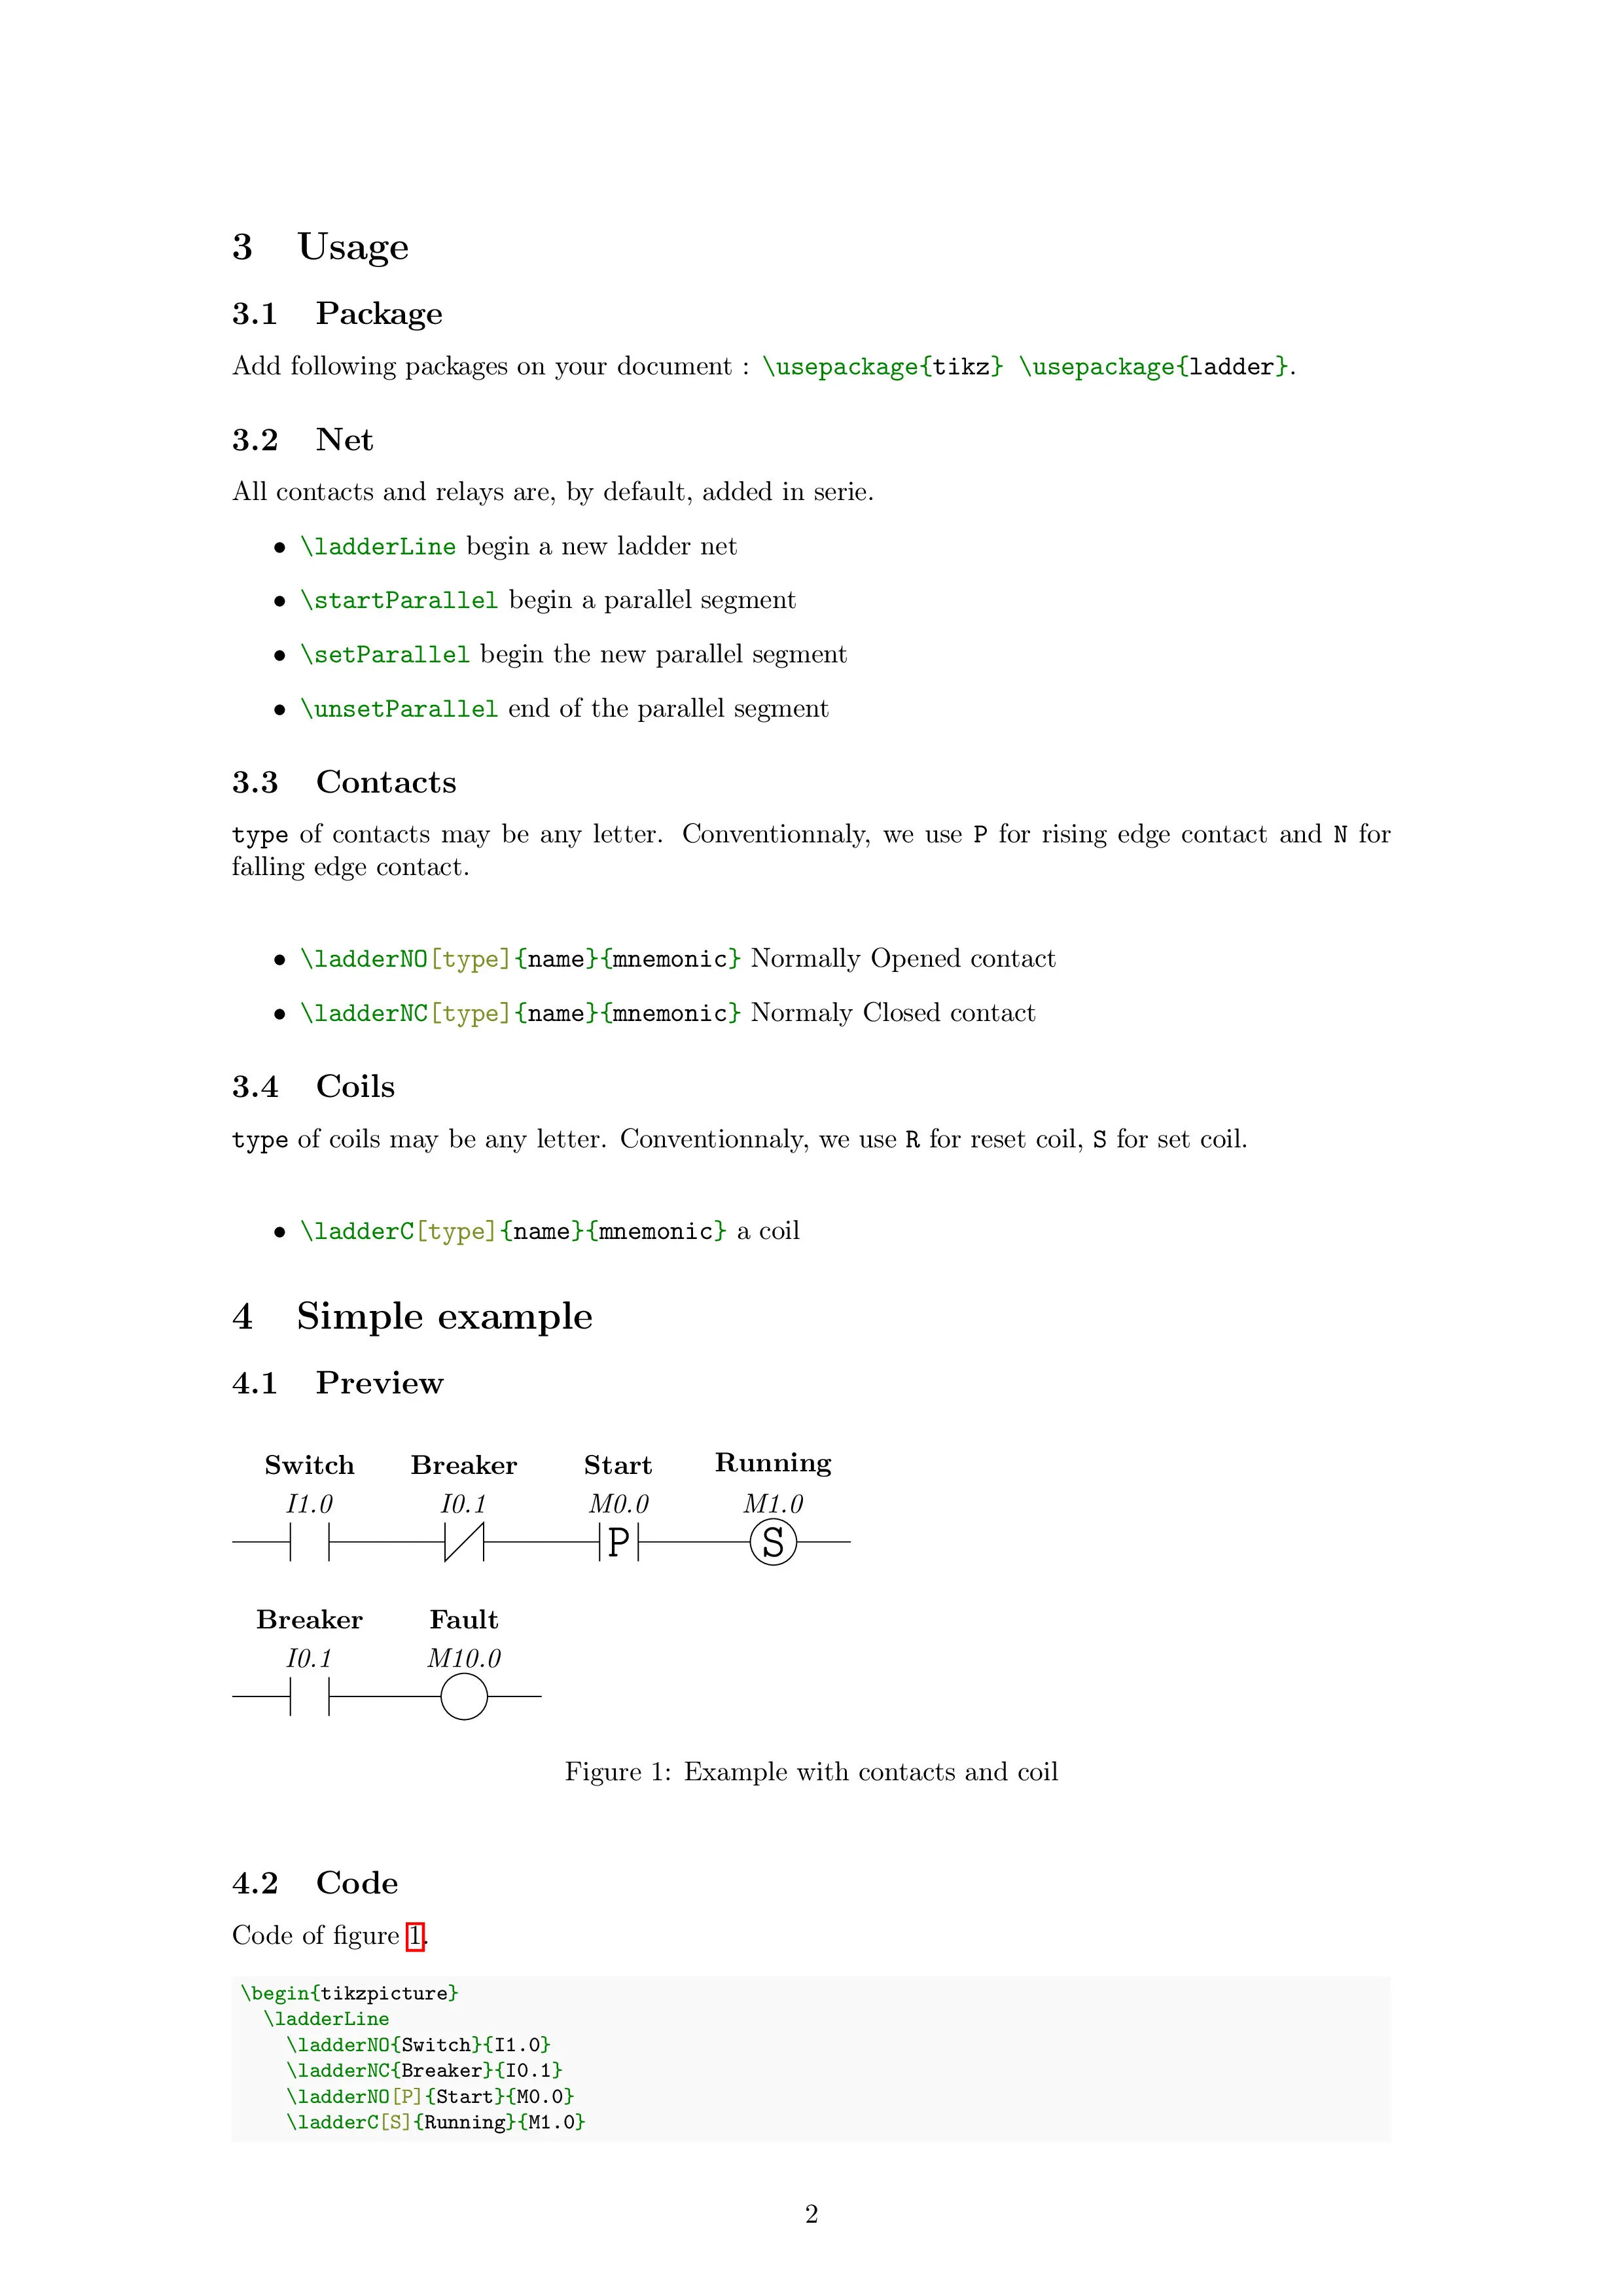 3 Usage
3.1 Package
Add following packages on your document : \usepackage{tikz} \usepackage{ladder}.
3.2 Net
All contacts and relays are, by default, added in serie.
• \ladderLine begin a new ladder net
• \startParallel begin a parallel segment
• \setParallel begin the new parallel segment
• \unsetParallel end of the parallel segment
3.3 Contacts
type of contacts may be any letter. Conventionnaly, we use P for rising edge contact and N for
falling edge contact.
• \ladderNO[type]{name}{mnemonic} Normally Opened contact
• \ladderNC[type]{name}{mnemonic} Normaly Closed contact
3.4 Coils
type of coils may be any letter. Conventionnaly, we use R for reset coil, S for set coil.
• \ladderC[type]{name}{mnemonic} a coil
4 Simple example
4.1 Preview
Switch Breaker Start Running
I1.0 I0.1 M0.0 M1.0
P S
Breaker Fault
I0.1 M10.0
Figure 1: Example with contacts and coil
4.2 Code
Code of figure 1.
\begin{tikzpicture}
\ladderLine
\ladderNO{Switch}{I1.0}
\ladderNC{Breaker}{I0.1}
\ladderNO[P]{Start}{M0.0}
\ladderC[S]{Running}{M1.0}
2